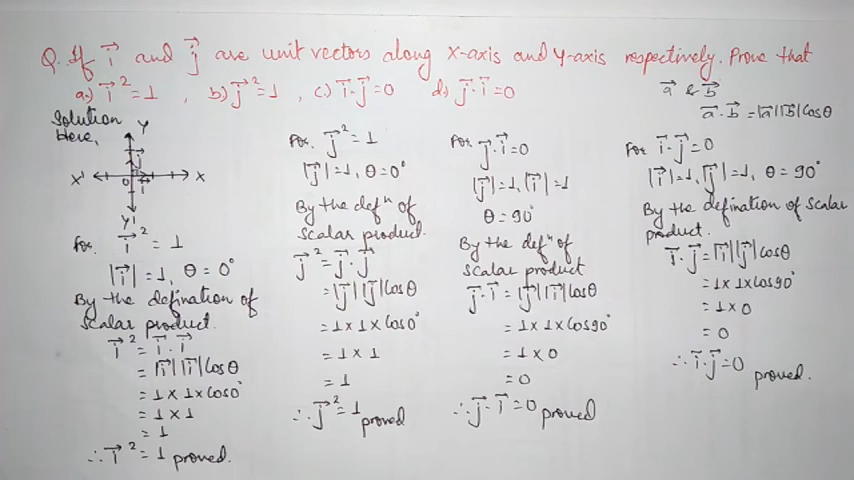 Q. If i⃗ and j⃗ are unit vectors along X-axis and Y-axis respectively. Prove that
a.) i⃗² = 1 , b) j⃗² = 1 , c.) i⃗·j⃗ = 0 d.) j⃗·i⃗ = 0
a⃗ & b⃗
a⃗·b⃗ = |a⃗||b⃗|cosθ
Solution
Here,
Y
j⃗
X' O i⃗ X
Y'
For i⃗² = 1
|i⃗| = 1, θ = 0°
By the defination of
scalar product.
i⃗² = i⃗·i⃗
= |i⃗||i⃗|cosθ
= 1 × 1 × cos0°
= 1 × 1
= 1
∴ i⃗² = 1 proved.
For j⃗² = 1
|j⃗| = 1, θ = 0°
By the defⁿ of
scalar product.
j⃗² = j⃗·j⃗
= |j⃗||j⃗|cosθ
= 1 × 1 × cos0°
= 1 × 1
= 1
∴ j⃗² = 1 proved
For j⃗·i⃗ = 0
|j⃗| = 1, |i⃗| = 1
θ = 90°
By the defⁿ of
scalar product
j⃗·i⃗ = |j⃗||i⃗|cosθ
= 1 × 1 × cos90°
= 1 × 0
= 0
∴ j⃗·i⃗ = 0 proved
For i⃗·j⃗ = 0
|i⃗| = 1, |j⃗| = 1, θ = 90°
By the defination of scalar
product.
i⃗·j⃗ = |i⃗||j⃗|cosθ
= 1 × 1 × cos90°
= 1 × 0
= 0
∴ i⃗·j⃗ = 0 proved.